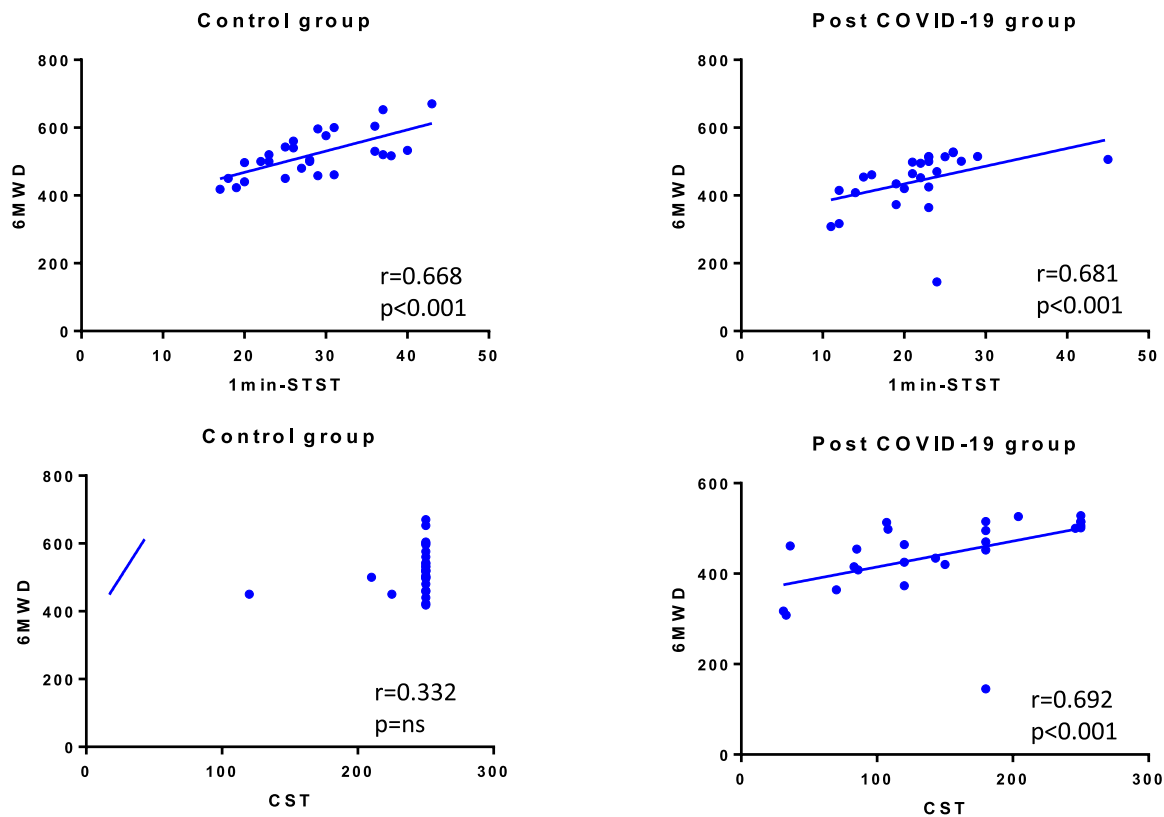 Control group
800
600
400
200
0
6MWD
0 10 20 30 40 50
1min-STST
r=0.668
p<0.001
Post COVID-19 group
800
600
400
200
0
6MWD
0 10 20 30 40 50
1min-STST
r=0.681
p<0.001
Control group
800
600
400
200
0
6MWD
0 100 200 300
CST
r=0.332
p=ns
Post COVID-19 group
600
400
200
0
6MWD
0 100 200 300
CST
r=0.692
p<0.001